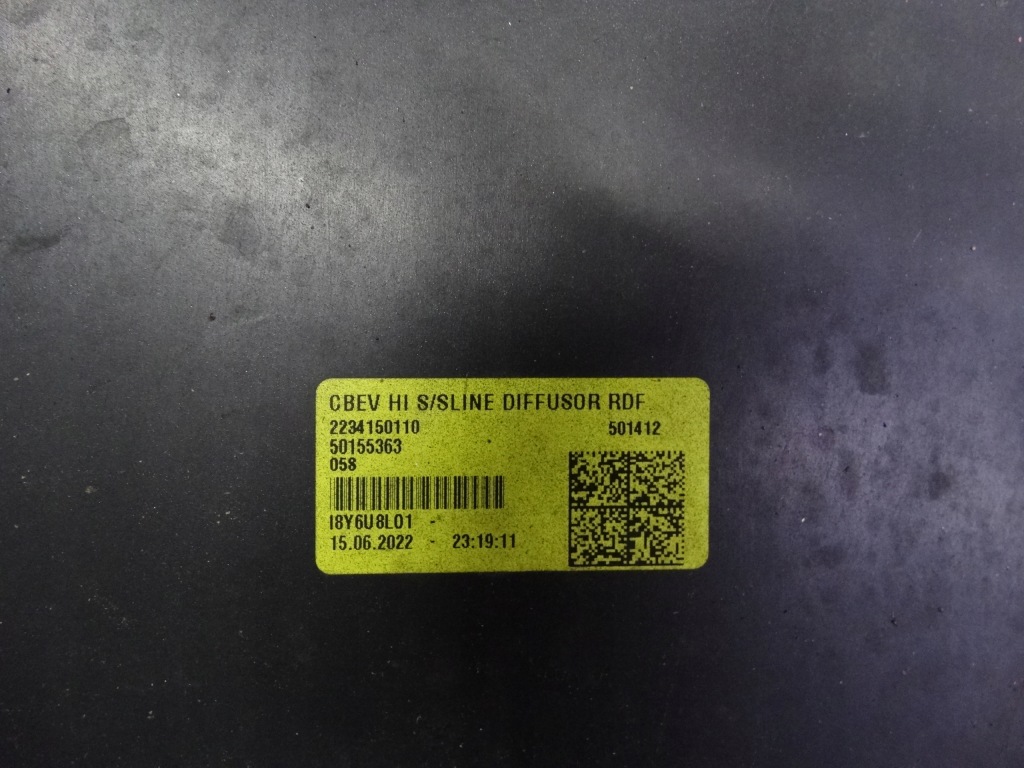 CBEV HI S/SLINE DIFFUSOR RDF
2234150110 501412
50155363
058
I8Y6U8L01
15.06.2022 - 23:19:11